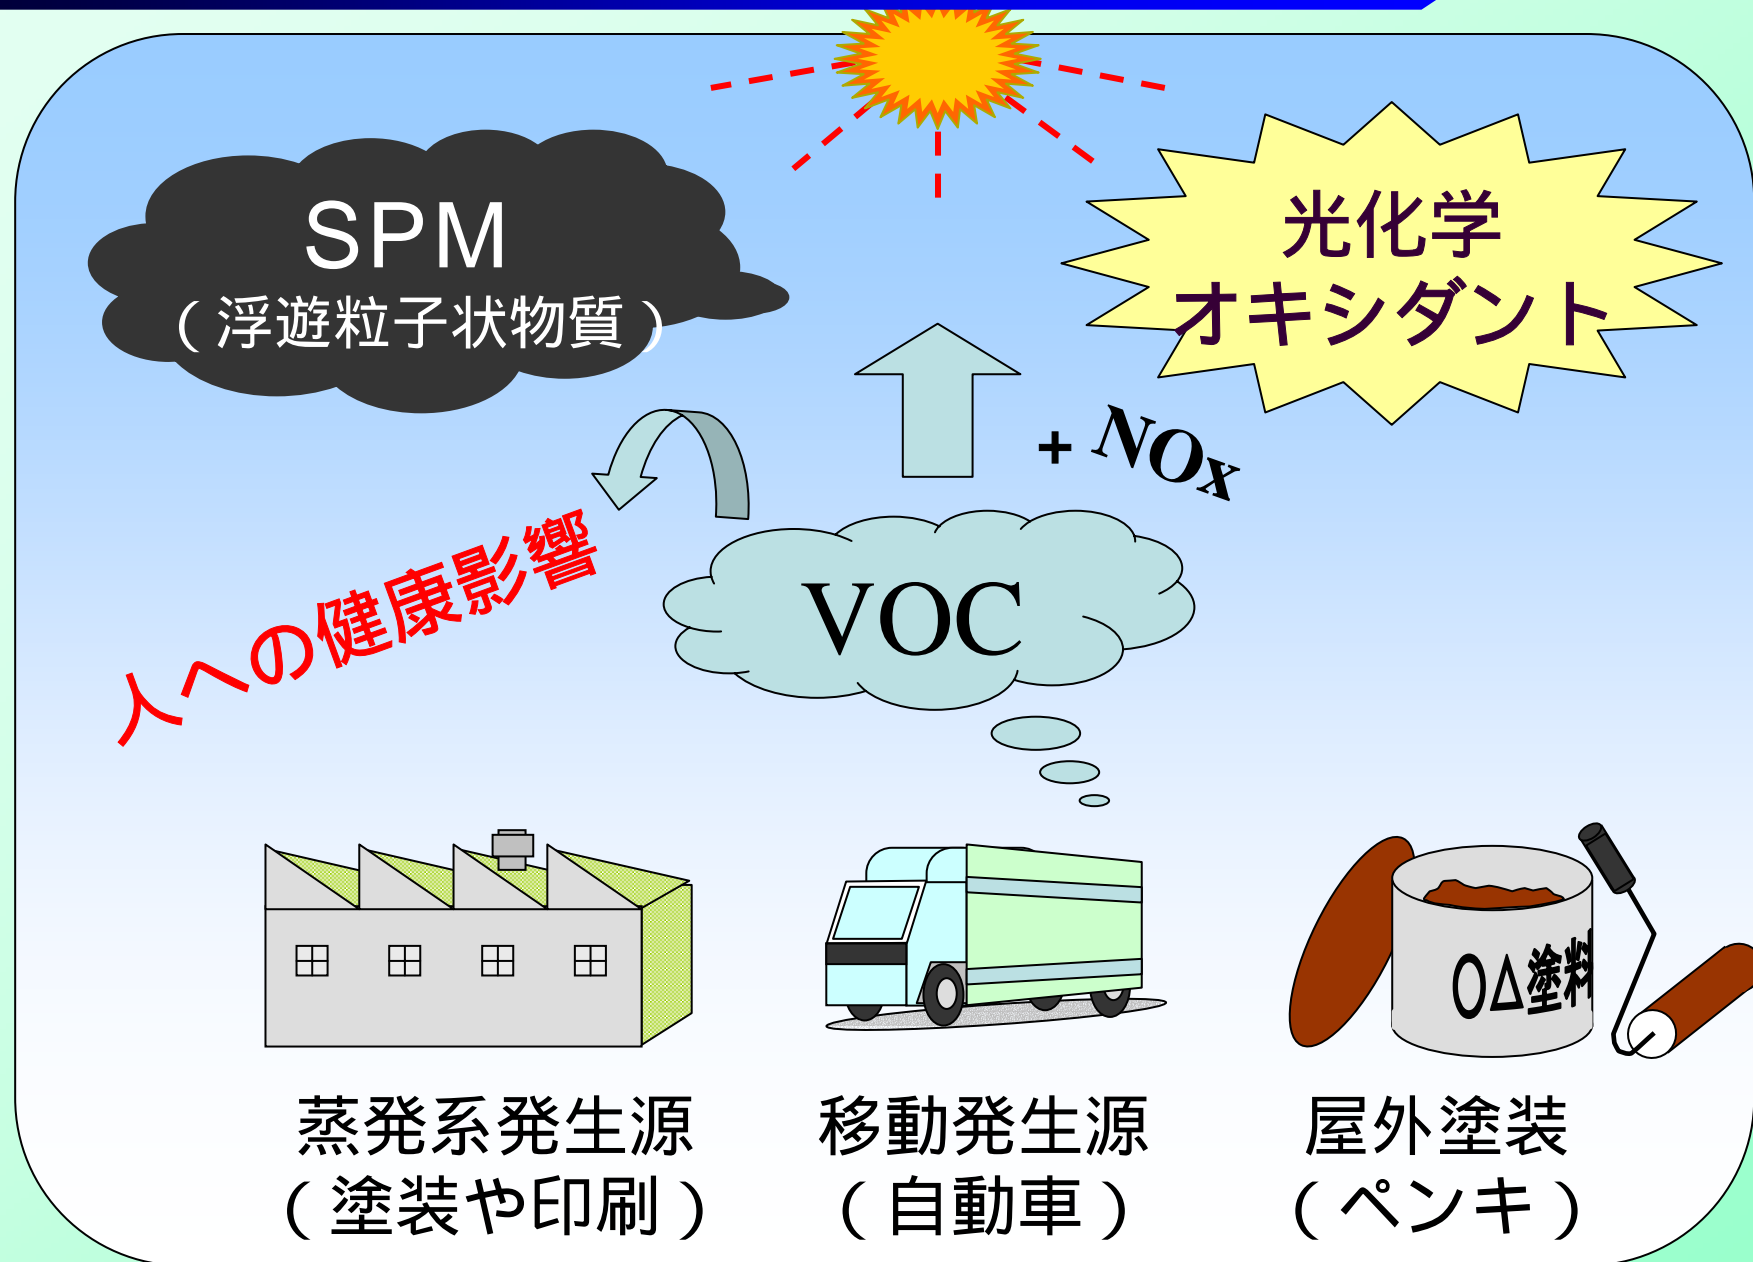 SPM
（浮遊粒子状物質）
光化学
オキシダント
+ NOx
人への健康影響
VOC
○△塗料
蒸発系発生源
（塗装や印刷）
移動発生源
（自動車）
屋外塗装
（ペンキ）